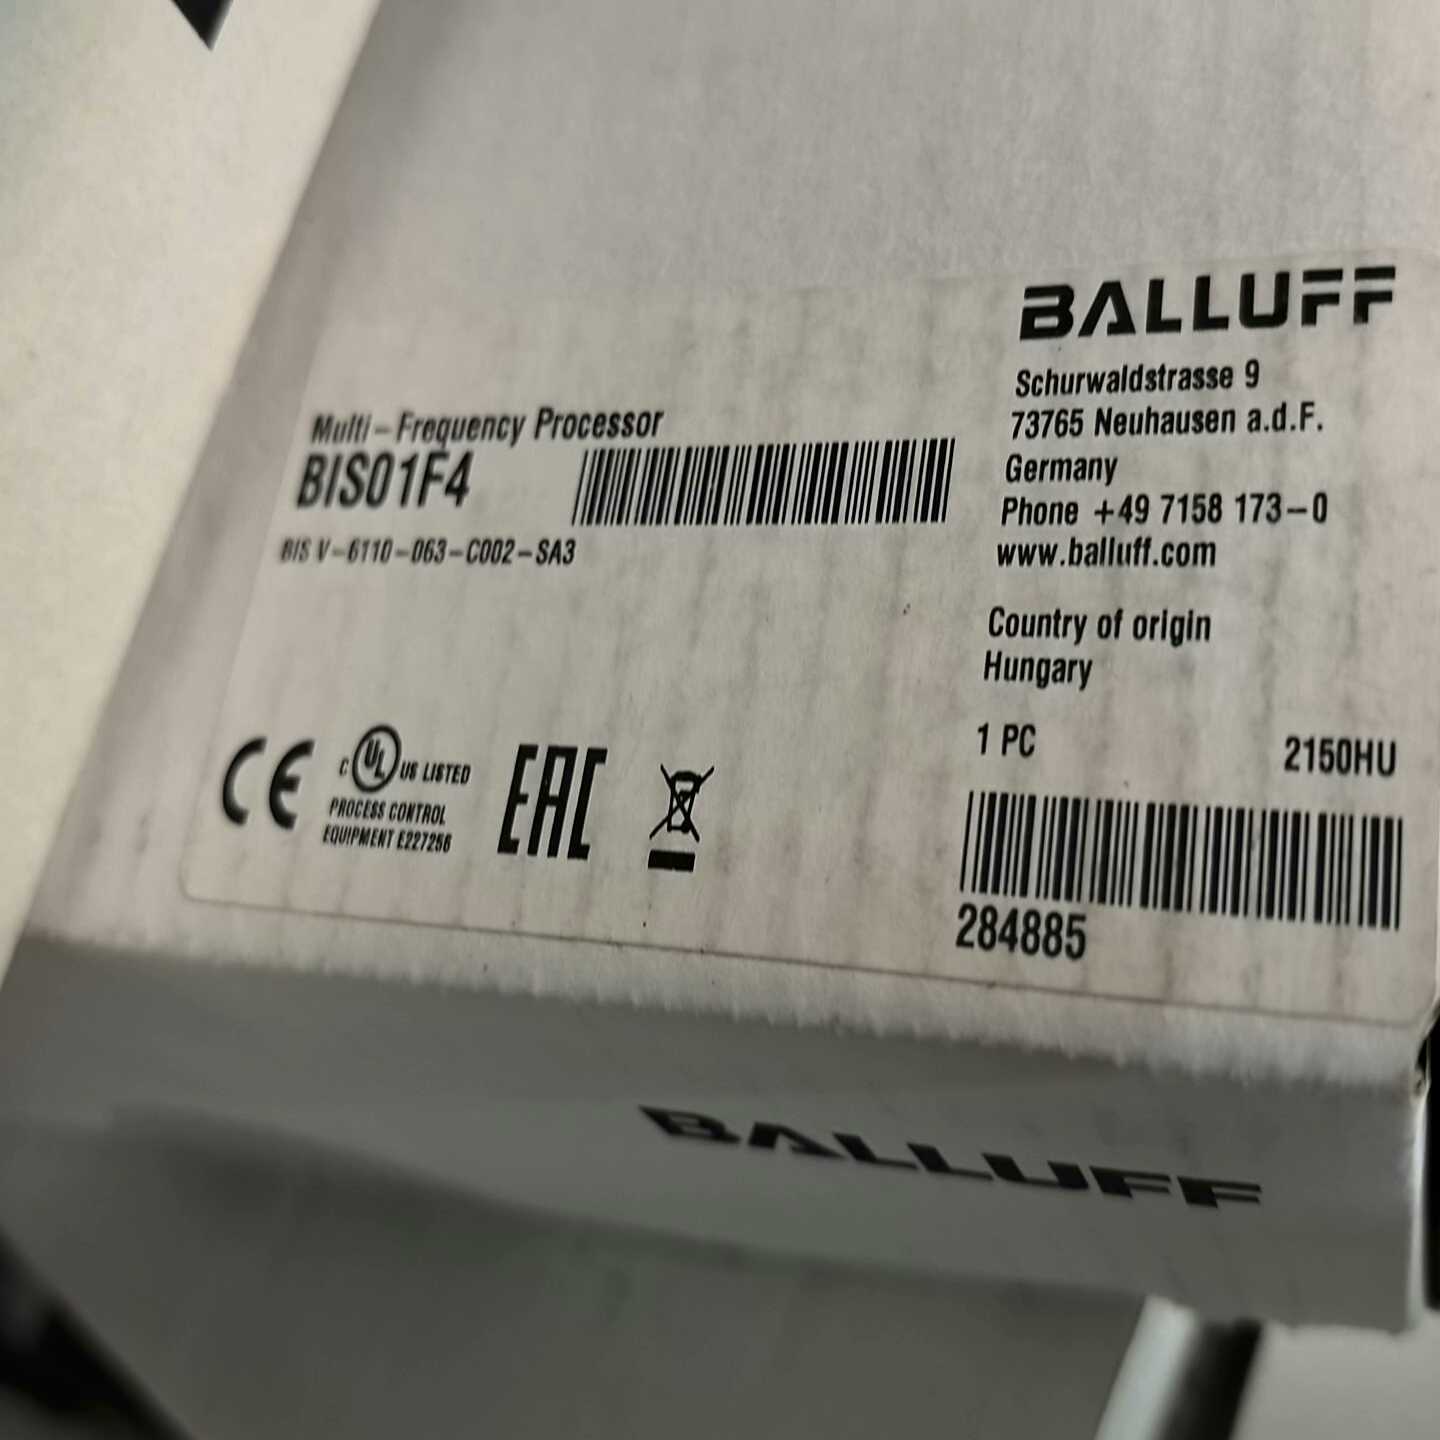 BALLUFF
Schurwaldstrasse 9
73765 Neuhausen a.d.F.
Germany
Phone +49 7158 173-0
www.balluff.com
Multi-Frequency Processor
BIS01F4
BIS V-6110-063-C002-SA3
Country of origin
Hungary
1 PC
2150HU
284885
CE
C UL US LISTED
PROCESS CONTROL
EQUIPMENT E227256
EAC
BALLUFF